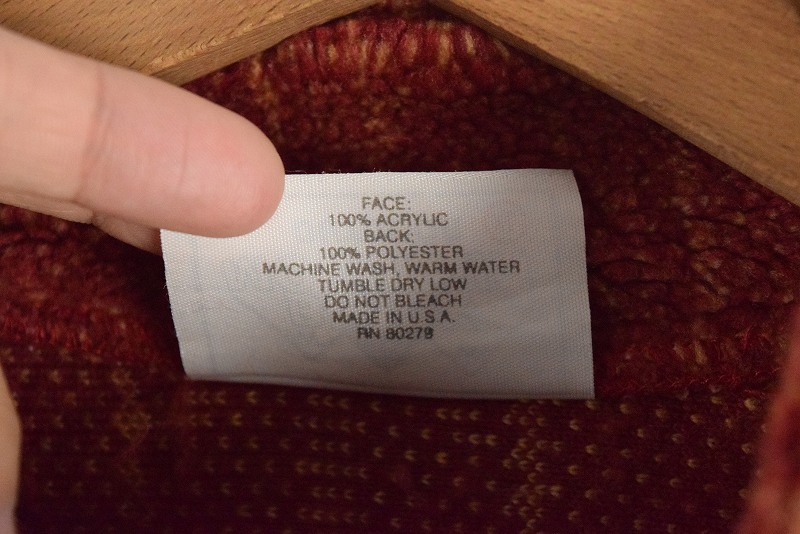 FACE:
100% ACRYLIC
BACK:
100% POLYESTER
MACHINE WASH, WARM WATER
TUMBLE DRY LOW
DO NOT BLEACH
MADE IN U.S.A.
RN 80279